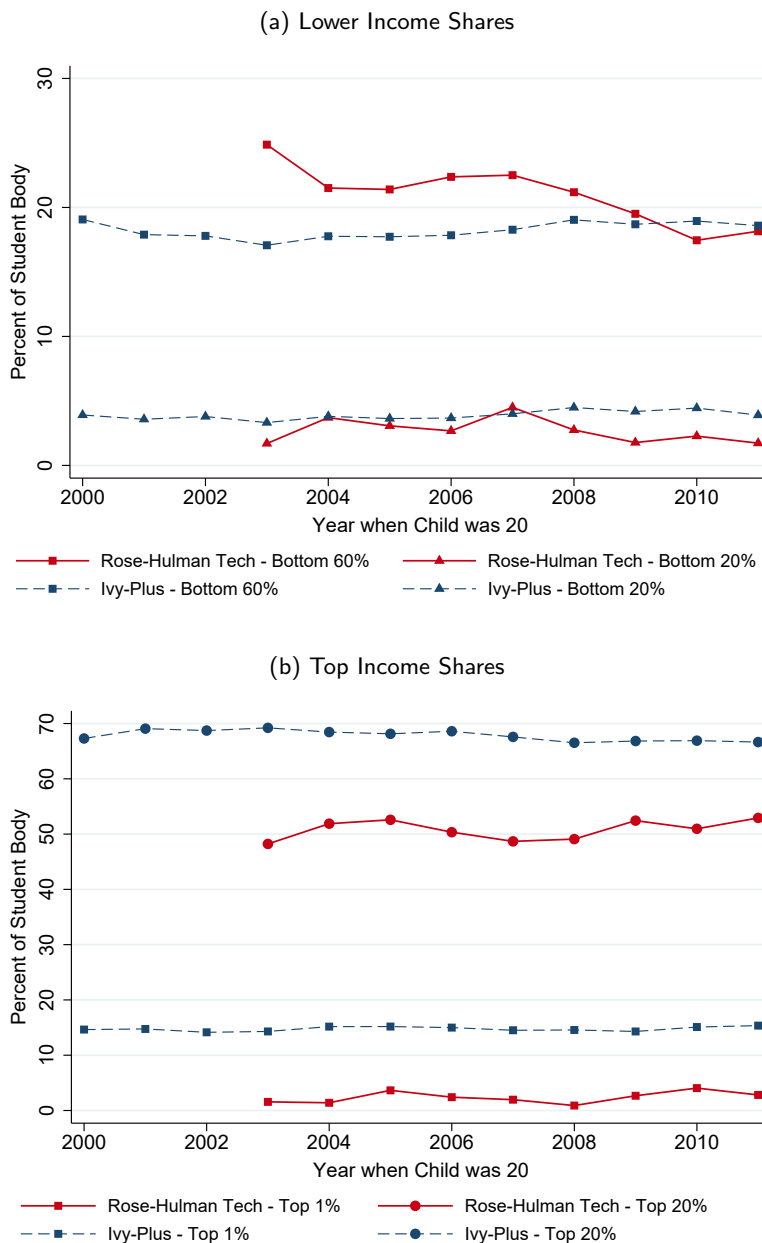 (a) Lower Income Shares
30
20
10
0
Percent of Student Body
2000 2002 2004 2006 2008 2010
Year when Child was 20
Rose-Hulman Tech - Bottom 60% Rose-Hulman Tech - Bottom 20%
Ivy-Plus - Bottom 60% Ivy-Plus - Bottom 20%
(b) Top Income Shares
70
60
50
40
30
20
10
0
Percent of Student Body
2000 2002 2004 2006 2008 2010
Year when Child was 20
Rose-Hulman Tech - Top 1% Rose-Hulman Tech - Top 20%
Ivy-Plus - Top 1% Ivy-Plus - Top 20%